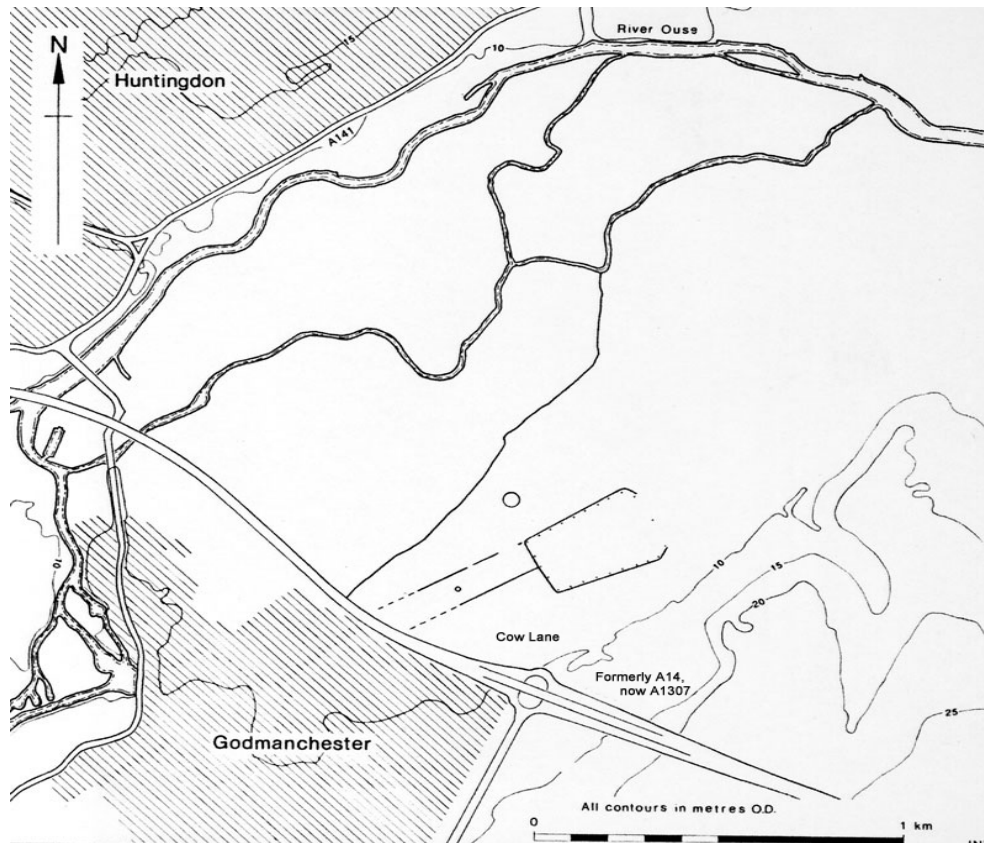 River Ouse
10
15
N
Huntingdon
A141
10
10
15
20
Cow Lane
Formerly A14,
now A1307
25
Godmanchester
All contours in metres O.D.
0
1 km